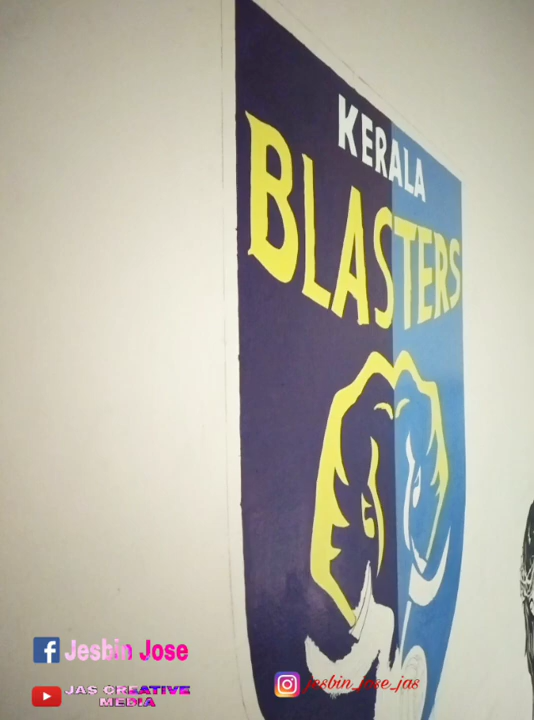 KERALA
BLASTERS
Jesbin Jose
JAS CREATIVE
MEDIA
jesbin_jose_jas